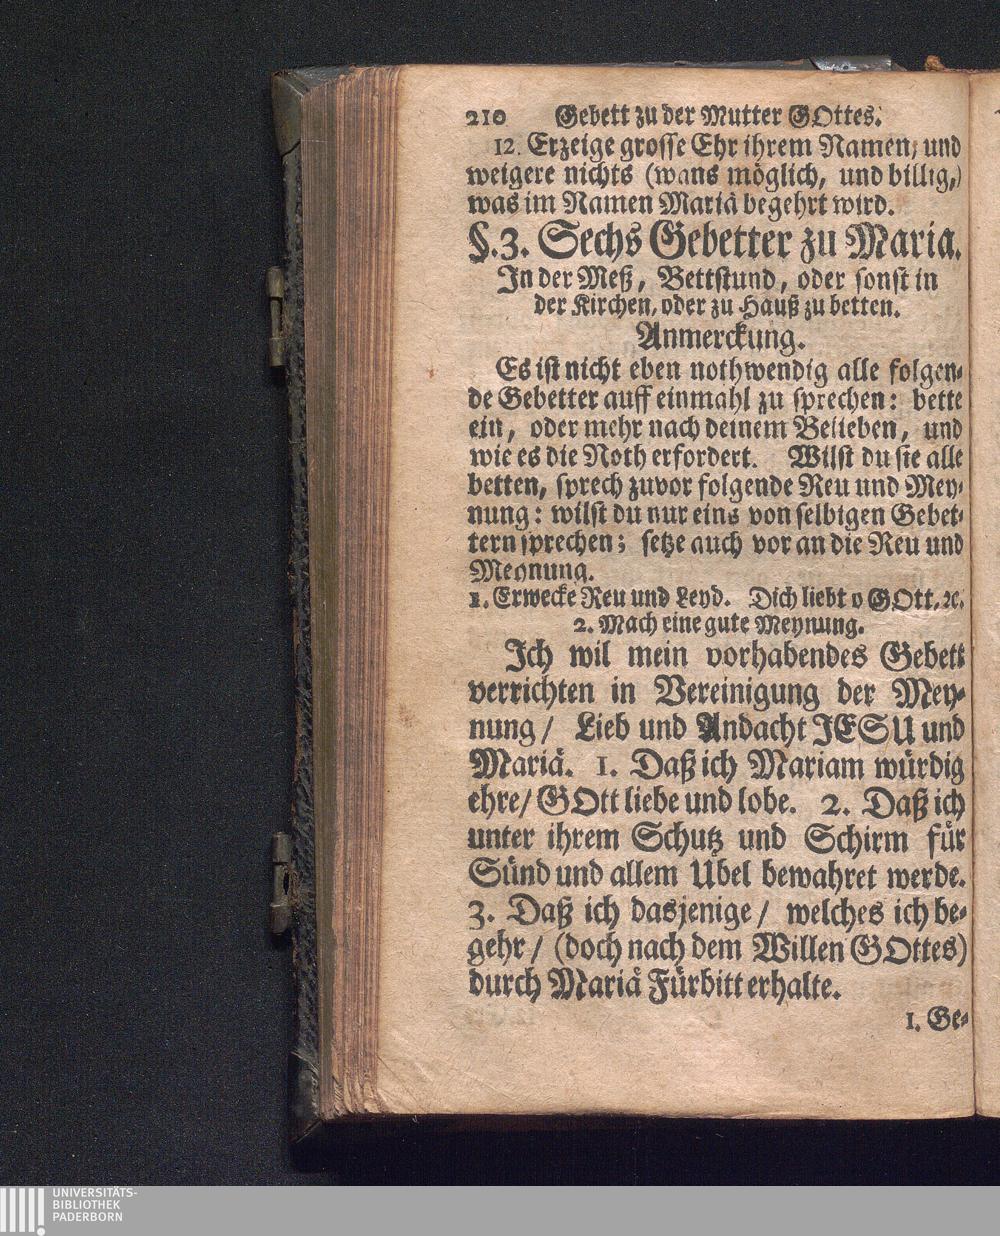 210 Gebett zu der Mutter GOttes.
12. Erzeige grosse Ehr ihrem Namen, und
weigere nichts (wans möglich, und billig,)
was im Namen Mariä begehrt wird.
§.3. Sechs Gebetter zu Maria.
In der Meß, Bettstund, oder sonst in
der Kirchen, oder zu Hauß zu betten.
Anmerckung.
Es ist nicht eben nothwendig alle folgen-
de Gebetter auff einmahl zu sprechen: bette
ein, oder mehr nach deinem Belieben, und
wie es die Noth erfordert. Wilst du sie alle
betten, sprech zuvor folgende Reu und Mey-
nung: wilst du nur eins von selbigen Gebet-
tern sprechen; setze auch vor an die Reu und
Meynung.
1. Erwecke Reu und Leyd. Dich liebt o GOtt, ꝛc.
2. Mach eine gute Meynung.
Ich wil mein vorhabendes Gebett
verrichten in Vereinigung der Mey-
nung / Lieb und Andacht JESU und
Mariä. 1. Daß ich Mariam würdig
ehre / GOtt liebe und lobe. 2. Daß ich
unter ihrem Schutz und Schirm für
Sünd und allem Ubel bewahret werde.
3. Daß ich dasjenige / welches ich be-
gehr / (doch nach dem Willen GOttes)
durch Mariä Fürbitt erhalte.
1. Ge-
UNIVERSITÄTS-
BIBLIOTHEK
PADERBORN